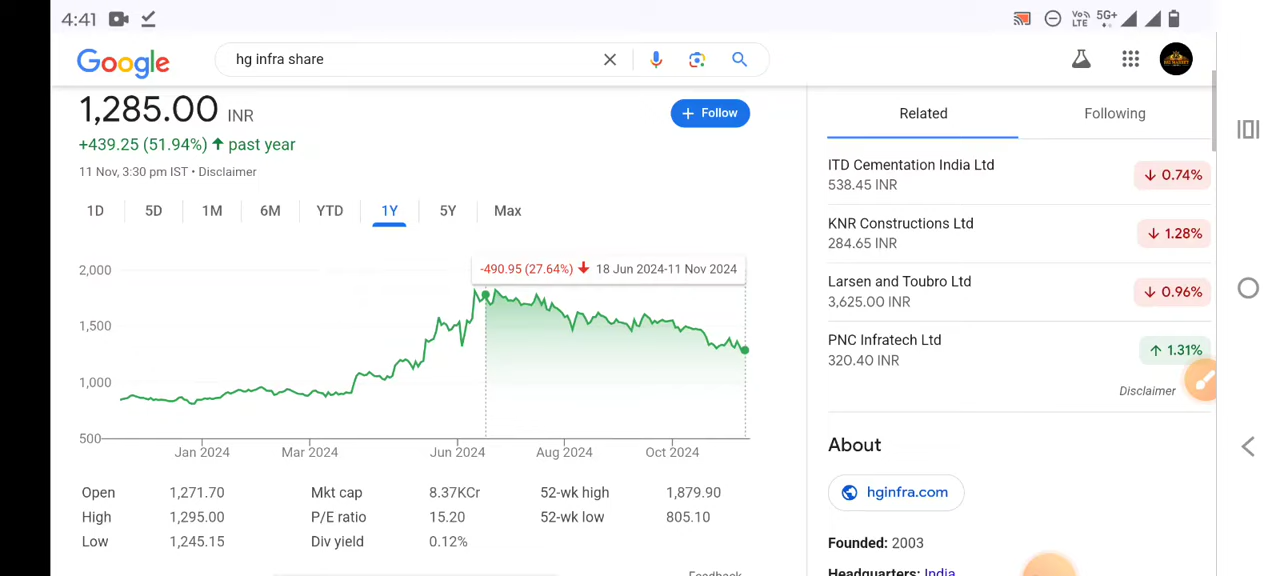 4:41
Vo) LTE 5G+
Google
hg infra share
1,285.00 INR
+ Follow
+439.25 (51.94%) ↑ past year
11 Nov, 3:30 pm IST • Disclaimer
1D 5D 1M 6M YTD 1Y 5Y Max
-490.95 (27.64%) ↓ 18 Jun 2024-11 Nov 2024
2,000
1,500
1,000
500
Jan 2024 Mar 2024 Jun 2024 Aug 2024 Oct 2024
Open 1,271.70 Mkt cap 8.37KCr 52-wk high 1,879.90
High 1,295.00 P/E ratio 15.20 52-wk low 805.10
Low 1,245.15 Div yield 0.12%
Feedback
Related Following
ITD Cementation India Ltd
538.45 INR
↓ 0.74%
KNR Constructions Ltd
284.65 INR
↓ 1.28%
Larsen and Toubro Ltd
3,625.00 INR
↓ 0.96%
PNC Infratech Ltd
320.40 INR
↑ 1.31%
Disclaimer
About
hginfra.com
Founded: 2003
Headquarters: India